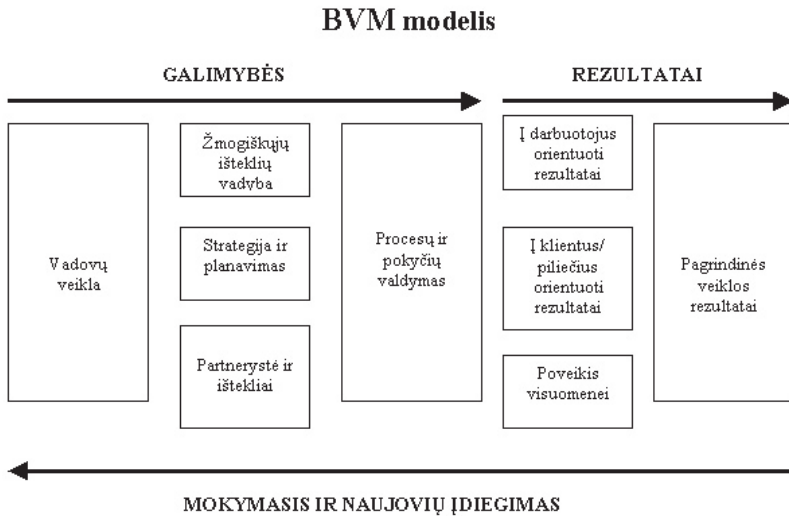 BVM modelis
GALIMYBĖS
REZULTATAI
Vadovų
veikla
Žmogiškųjų
išteklių
vadyba
Strategija ir
planavimas
Partnerystė ir
ištekliai
Procesų ir
pokyčių
valdymas
Į darbuotojus
orientuoti
rezultatai
Į klientus/
piliečius
orientuoti
rezultatai
Poveikis
visuomenei
Pagrindinės
veiklos
rezultatai
MOKYMASIS IR NAUJOVIŲ ĮDIEGIMAS